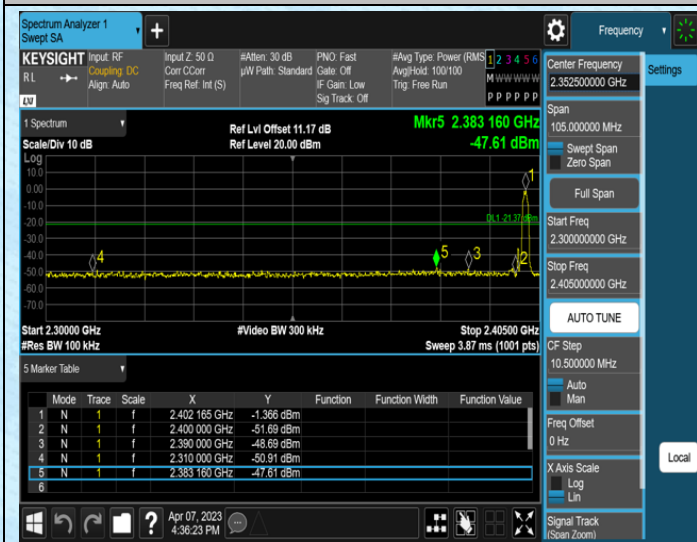 Spectrum Analyzer 1
Swept SA
+
Frequency
KEYSIGHT
RL
LXI
Input: RF
Coupling: DC
Align: Auto
Input Z: 50 Ω
Corr CCorr
Freq Ref: Int (S)
#Atten: 30 dB
µW Path: Standard
PNO: Fast
Gate: Off
IF Gain: Low
Sig Track: Off
#Avg Type: Power (RMS
Avg|Hold: 100/100
Trig: Free Run
1 2 3 4 5 6
M W W W W W
P P P P P P
1 Spectrum
Scale/Div 10 dB
Ref Lvl Offset 11.17 dB
Ref Level 20.00 dBm
Mkr5 2.383 160 GHz
-47.61 dBm
Log
10.0
0.00
-10.0
-20.0
-30.0
-40.0
-50.0
-60.0
-70.0
1
DL1 -21.37 dBm
4
5
3
2
Start 2.30000 GHz
#Video BW 300 kHz
Stop 2.40500 GHz
#Res BW 100 kHz
Sweep 3.87 ms (1001 pts)
5 Marker Table
Mode Trace Scale X Y Function Function Width Function Value
1 N 1 f 2.402 165 GHz -1.366 dBm
2 N 1 f 2.400 000 GHz -51.69 dBm
3 N 1 f 2.390 000 GHz -48.69 dBm
4 N 1 f 2.310 000 GHz -50.91 dBm
5 N 1 f 2.383 160 GHz -47.61 dBm
6
?
Apr 07, 2023
4:36:23 PM
Center Frequency
2.352500000 GHz
Settings
Span
105.000000 MHz
Swept Span
Zero Span
Full Span
Start Freq
2.300000000 GHz
Stop Freq
2.405000000 GHz
AUTO TUNE
CF Step
10.500000 MHz
Auto
Man
Freq Offset
0 Hz
X Axis Scale
Log
Lin
Local
Signal Track
(Span Zoom)